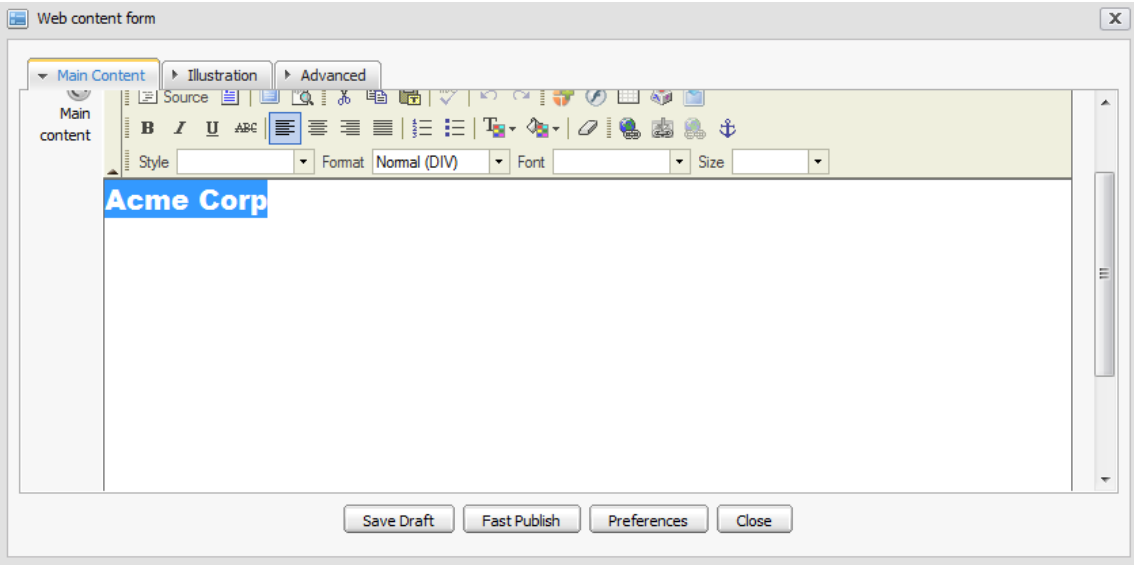 Web content form
Main Content Illustration Advanced
Source
Main
content
B I U ABC
Style Format Normal (DIV) Font Size
Acme Corp
Save Draft Fast Publish Preferences Close